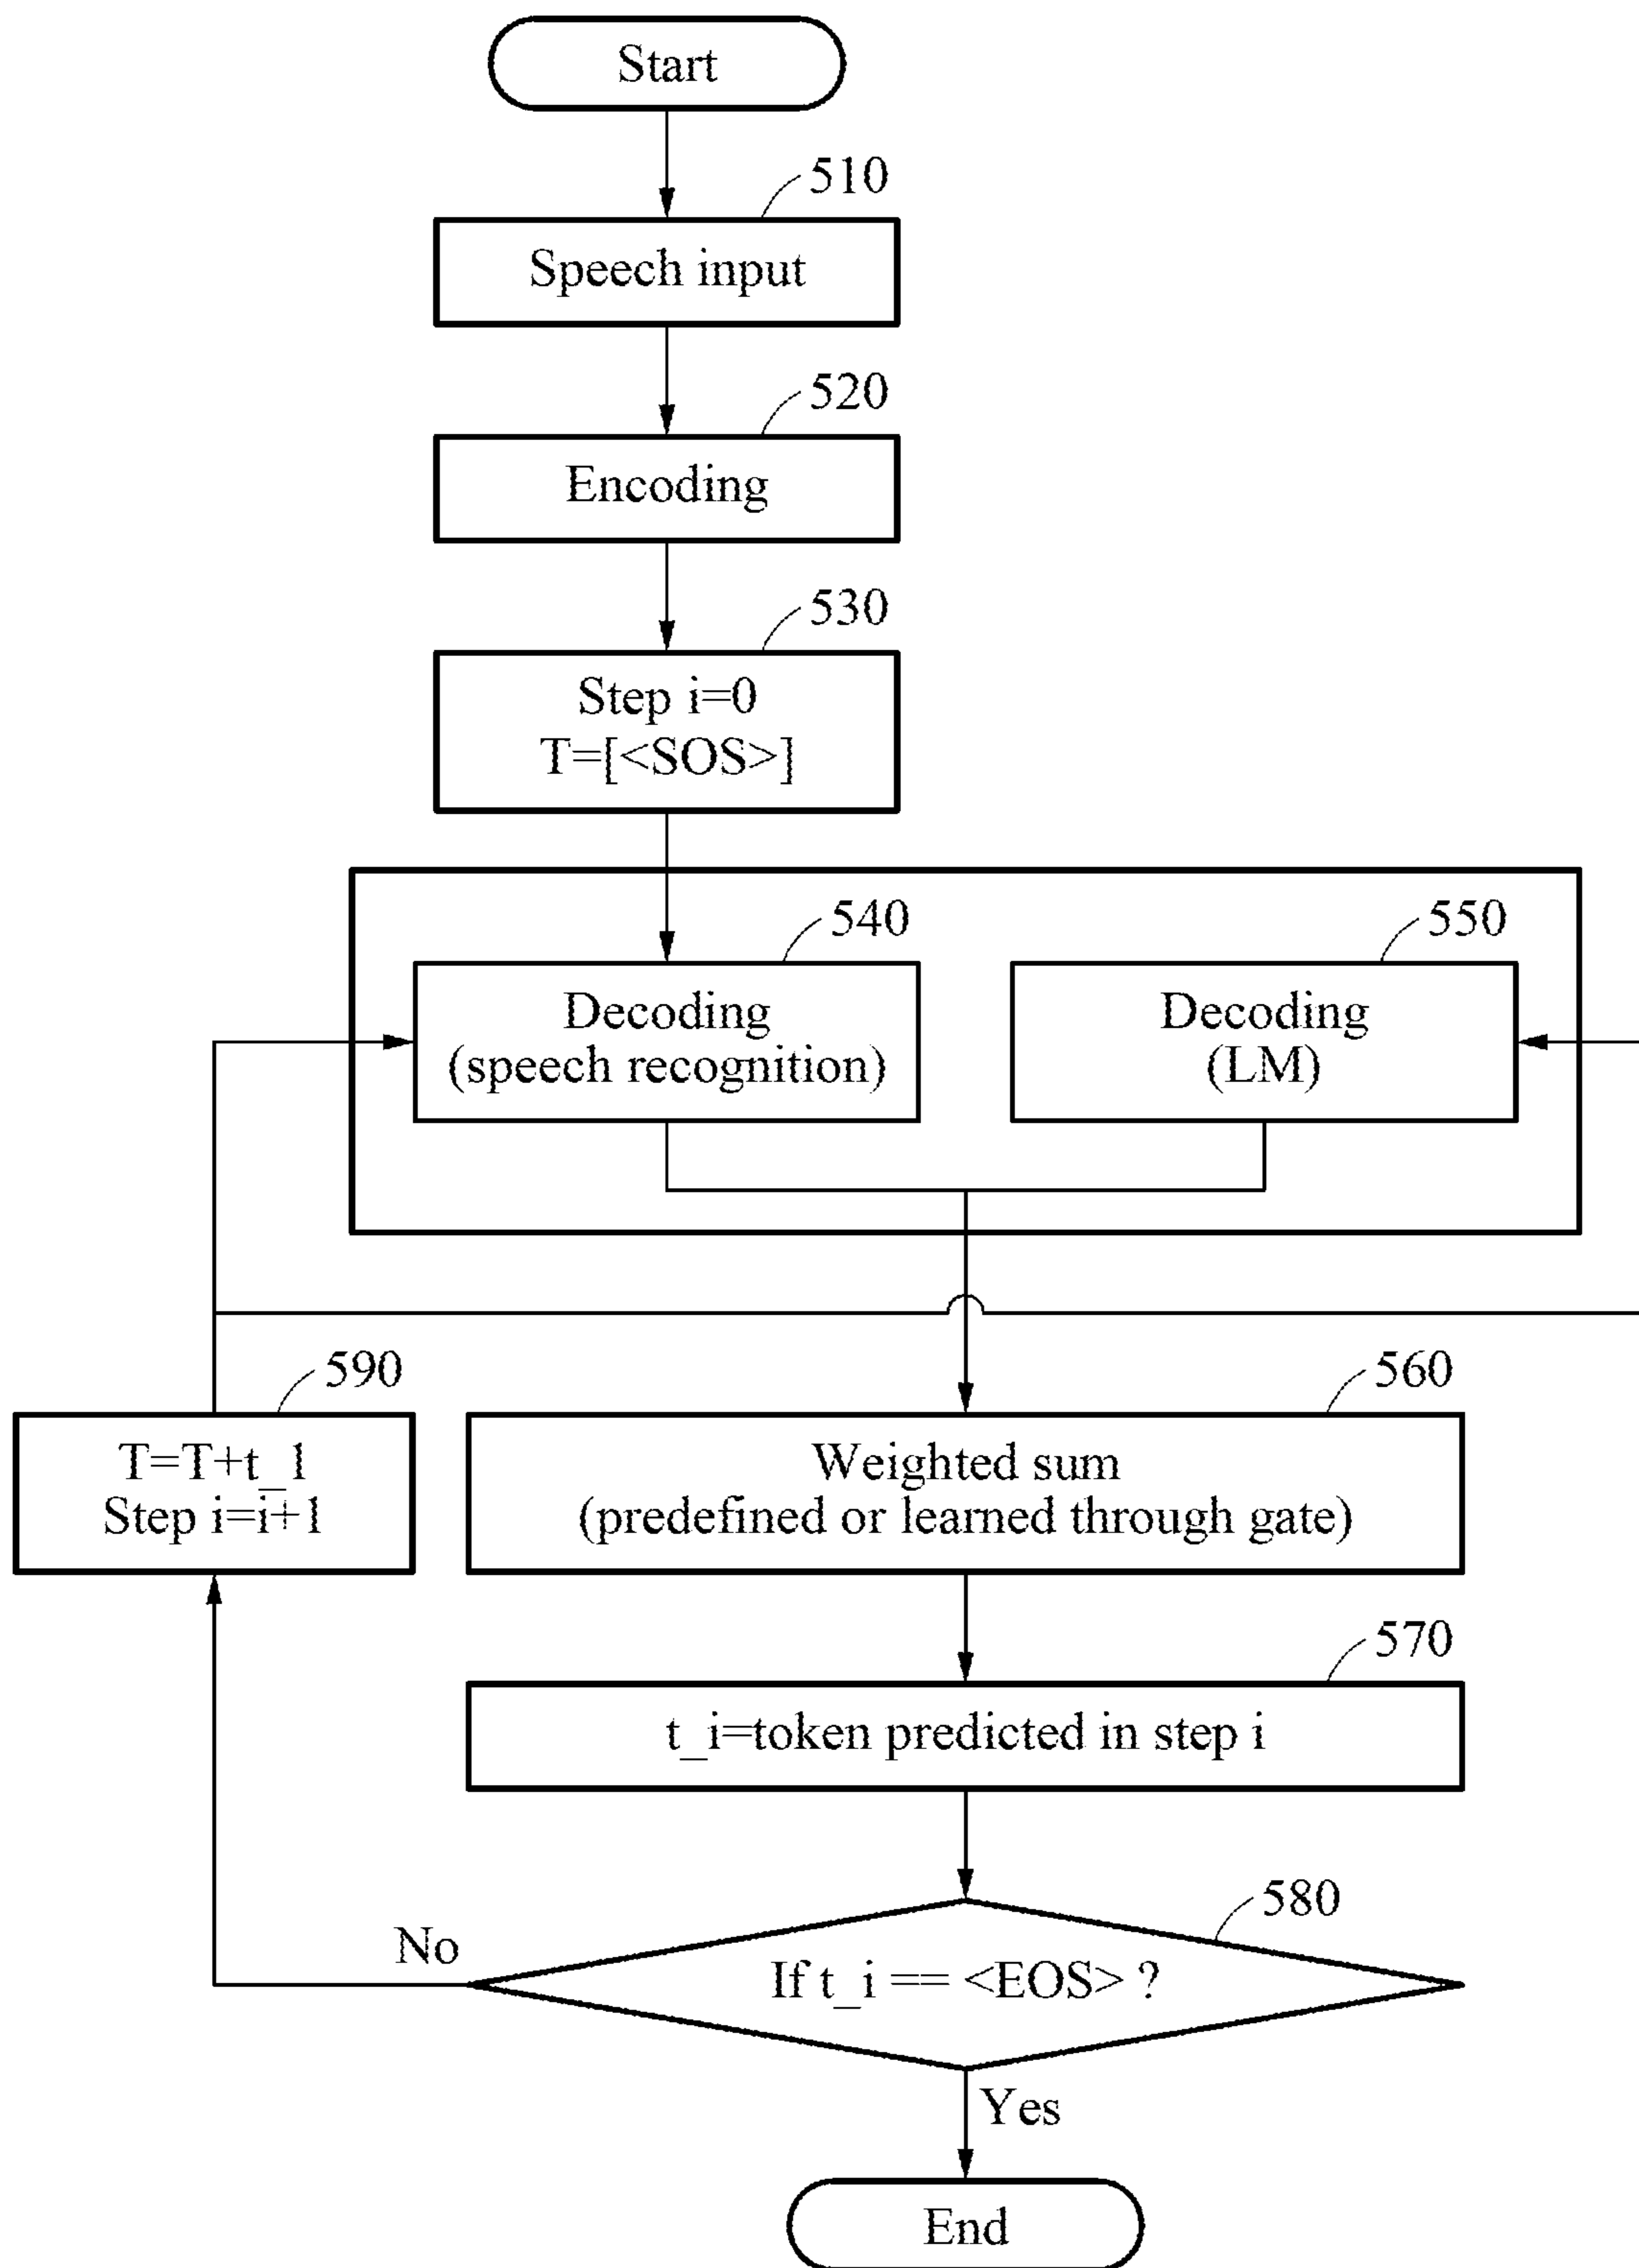 Start
510
Speech input
520
Encoding
530
Step i=0
T=[<SOS>]
540
550
Decoding
(speech recognition)
Decoding
(LM)
590
560
T=T+t_1
Step i=i+1
Weighted sum
(predefined or learned through gate)
570
t_i=token predicted in step i
580
No
If t_i == <EOS> ?
Yes
End